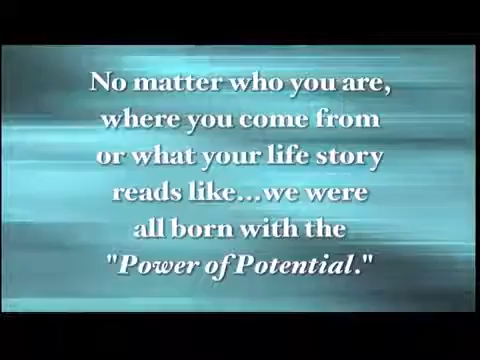 No matter who you are,
where you come from
or what your life story
reads like...we were
all born with the
"Power of Potential."